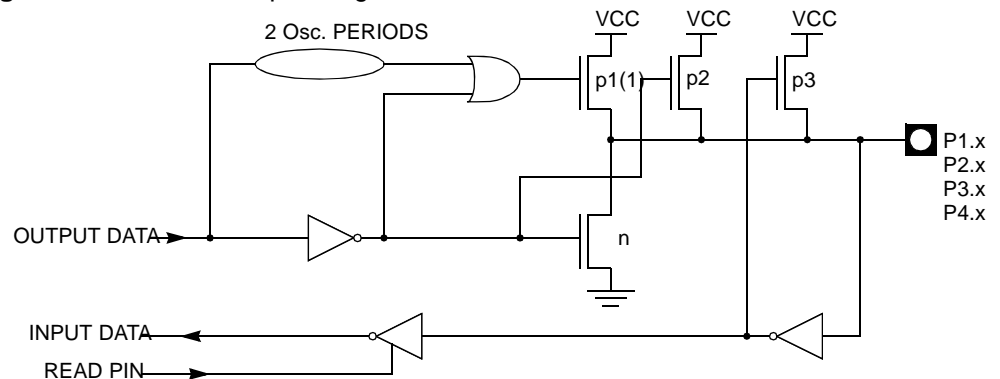 2 Osc. PERIODS
VCC
VCC
VCC
p1(1)
p2
p3
P1.x
P2.x
P3.x
P4.x
OUTPUT DATA
n
INPUT DATA
READ PIN